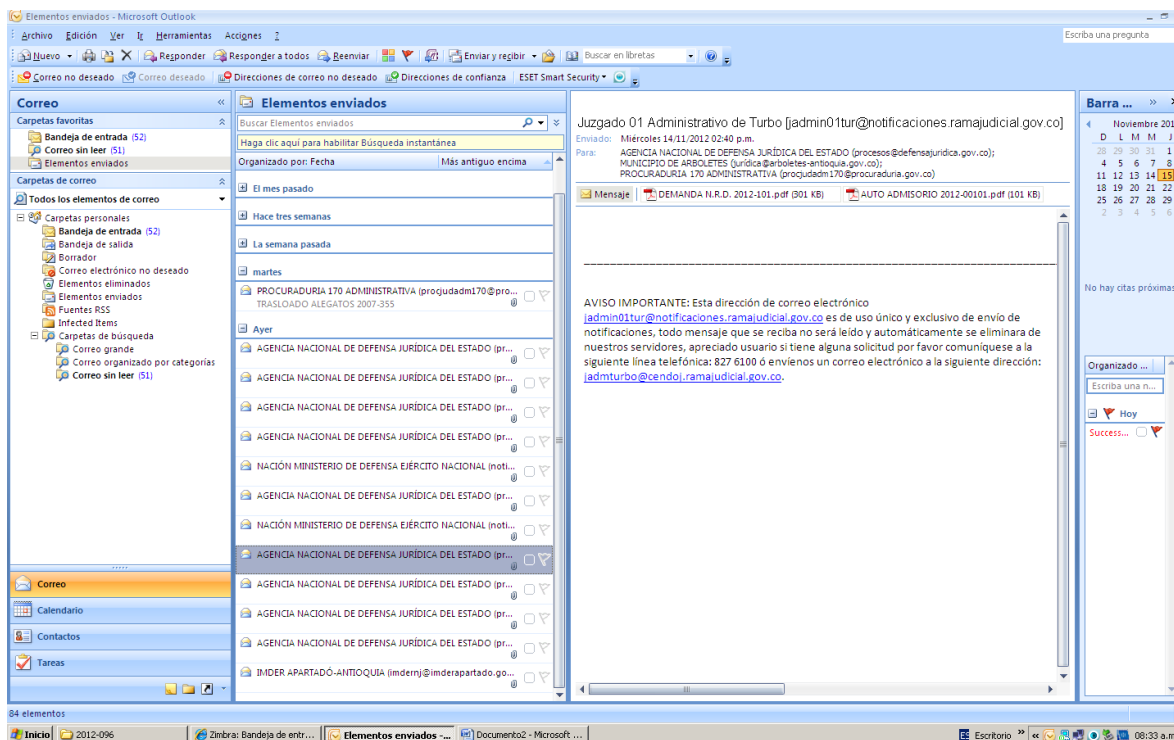 Elementos enviados - Microsoft Outlook
Archivo Edición Ver Ir Herramientas Acciones ?
Escriba una pregunta
Nuevo Responder Responder a todos Reenviar Enviar y recibir Buscar en libretas
Correo no deseado Correo deseado Direcciones de correo no deseado Direcciones de confianza ESET Smart Security
Correo
Carpetas favoritas
Bandeja de entrada (52)
Correo sin leer (51)
Elementos enviados
Carpetas de correo
Todos los elementos de correo
Carpetas personales
Bandeja de entrada (52)
Bandeja de salida
Borrador
Correo electrónico no deseado
Elementos eliminados
Elementos enviados
Fuentes RSS
Infected Items
Carpetas de búsqueda
Correo grande
Correo organizado por categorías
Correo sin leer (51)
Correo
Calendario
Contactos
Tareas
Elementos enviados
Buscar Elementos enviados
Haga clic aquí para habilitar Búsqueda instantánea
Organizado por: Fecha Más antiguo encima
El mes pasado
Hace tres semanas
La semana pasada
martes
PROCURADURIA 170 ADMINISTRATIVA (procjudadm170@pro...
TRASLOADO ALEGATOS 2007-355
Ayer
AGENCIA NACIONAL DE DEFENSA JURÍDICA DEL ESTADO (pr...
AGENCIA NACIONAL DE DEFENSA JURÍDICA DEL ESTADO (pr...
AGENCIA NACIONAL DE DEFENSA JURÍDICA DEL ESTADO (pr...
AGENCIA NACIONAL DE DEFENSA JURÍDICA DEL ESTADO (pr...
NACIÓN MINISTERIO DE DEFENSA EJÉRCITO NACIONAL (noti...
AGENCIA NACIONAL DE DEFENSA JURÍDICA DEL ESTADO (pr...
NACIÓN MINISTERIO DE DEFENSA EJÉRCITO NACIONAL (noti...
AGENCIA NACIONAL DE DEFENSA JURÍDICA DEL ESTADO (pr...
AGENCIA NACIONAL DE DEFENSA JURÍDICA DEL ESTADO (pr...
AGENCIA NACIONAL DE DEFENSA JURÍDICA DEL ESTADO (pr...
AGENCIA NACIONAL DE DEFENSA JURÍDICA DEL ESTADO (pr...
IMDER APARTADÓ-ANTIOQUIA (imdernj@imderapartado.go...
Juzgado 01 Administrativo de Turbo [jadmin01tur@notificaciones.ramajudicial.gov.co]
Enviado: Miércoles 14/11/2012 02:40 p.m.
Para: AGENCIA NACIONAL DE DEFENSA JURÍDICA DEL ESTADO (procesos@defensajuridica.gov.co);
MUNICIPIO DE ARBOLETES (jurídica@arboletes-antioquia.gov.co);
PROCURADURIA 170 ADMINISTRATIVA (procjudadm170@procuraduria.gov.co)
Mensaje DEMANDA N.R.D. 2012-101.pdf (301 KB) AUTO ADMISORIO 2012-00101.pdf (101 KB)
AVISO IMPORTANTE: Esta dirección de correo electrónico
jadmin01tur@notificaciones.ramajudicial.gov.co es de uso único y exclusivo de envío de
notificaciones, todo mensaje que se reciba no será leído y automáticamente se eliminara de
nuestros servidores, apreciado usuario si tiene alguna solicitud por favor comuníquese a la
siguiente línea telefónica: 827 6100 ó envíenos un correo electrónico a la siguiente dirección:
jadmturbo@cendoj.ramajudicial.gov.co.
Barra ...
Noviembre 201
D L M M J
28 29 30 31 1
4 5 6 7 8
11 12 13 14 15
18 19 20 21 22
25 26 27 28 29
2 3 4 5 6
No hay citas próximas
Organizado ...
Escriba una n...
Hoy
Success...
84 elementos
Inicio 2012-096 Zimbra: Bandeja de entr... Elementos enviados -... Documento2 - Microsoft ... Escritorio 08:33 a.m